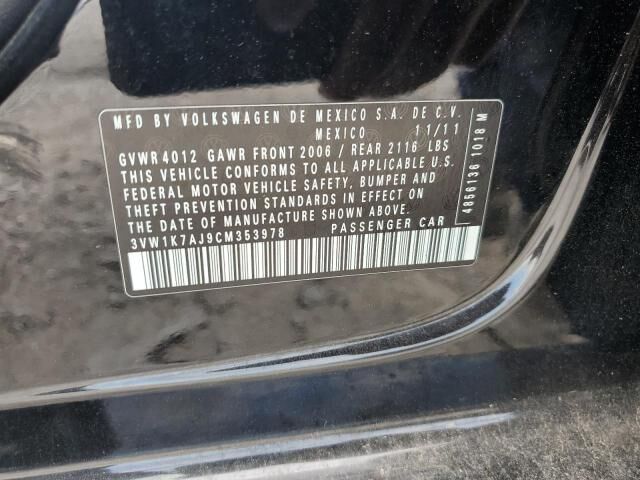 MFD BY VOLKSWAGEN DE MEXICO S.A. DE C.V.
MEXICO 11/11
GVWR 4012 GAWR FRONT 2006 / REAR 2116 LBS
THIS VEHICLE CONFORMS TO ALL APPLICABLE U.S.
FEDERAL MOTOR VEHICLE SAFETY, BUMPER AND
THEFT PREVENTION STANDARDS IN EFFECT ON THE
DATE OF MANUFACTURE SHOWN ABOVE.
3VW1K7AJ9CM353978 PASSENGER CAR
4856136 1018 M